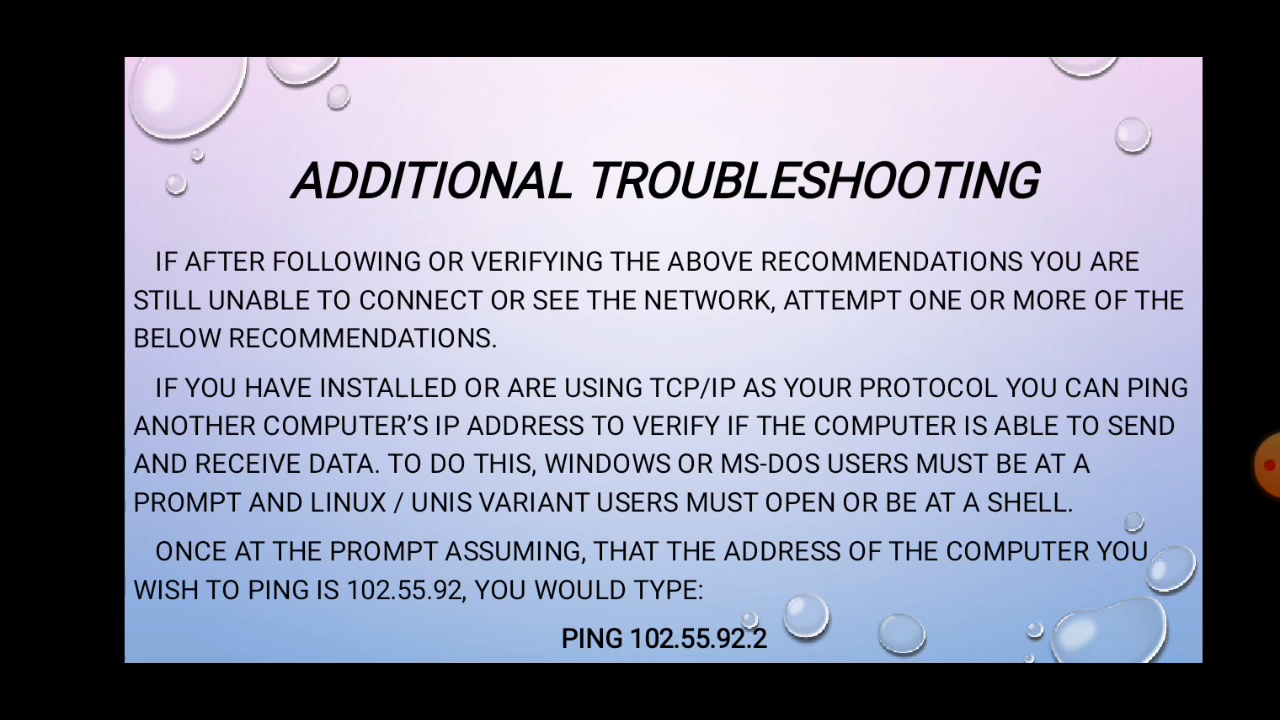 ADDITIONAL TROUBLESHOOTING
IF AFTER FOLLOWING OR VERIFYING THE ABOVE RECOMMENDATIONS YOU ARE
STILL UNABLE TO CONNECT OR SEE THE NETWORK, ATTEMPT ONE OR MORE OF THE
BELOW RECOMMENDATIONS.
IF YOU HAVE INSTALLED OR ARE USING TCP/IP AS YOUR PROTOCOL YOU CAN PING
ANOTHER COMPUTER’S IP ADDRESS TO VERIFY IF THE COMPUTER IS ABLE TO SEND
AND RECEIVE DATA. TO DO THIS, WINDOWS OR MS-DOS USERS MUST BE AT A
PROMPT AND LINUX / UNIS VARIANT USERS MUST OPEN OR BE AT A SHELL.
ONCE AT THE PROMPT ASSUMING, THAT THE ADDRESS OF THE COMPUTER YOU
WISH TO PING IS 102.55.92, YOU WOULD TYPE:
PING 102.55.92.2